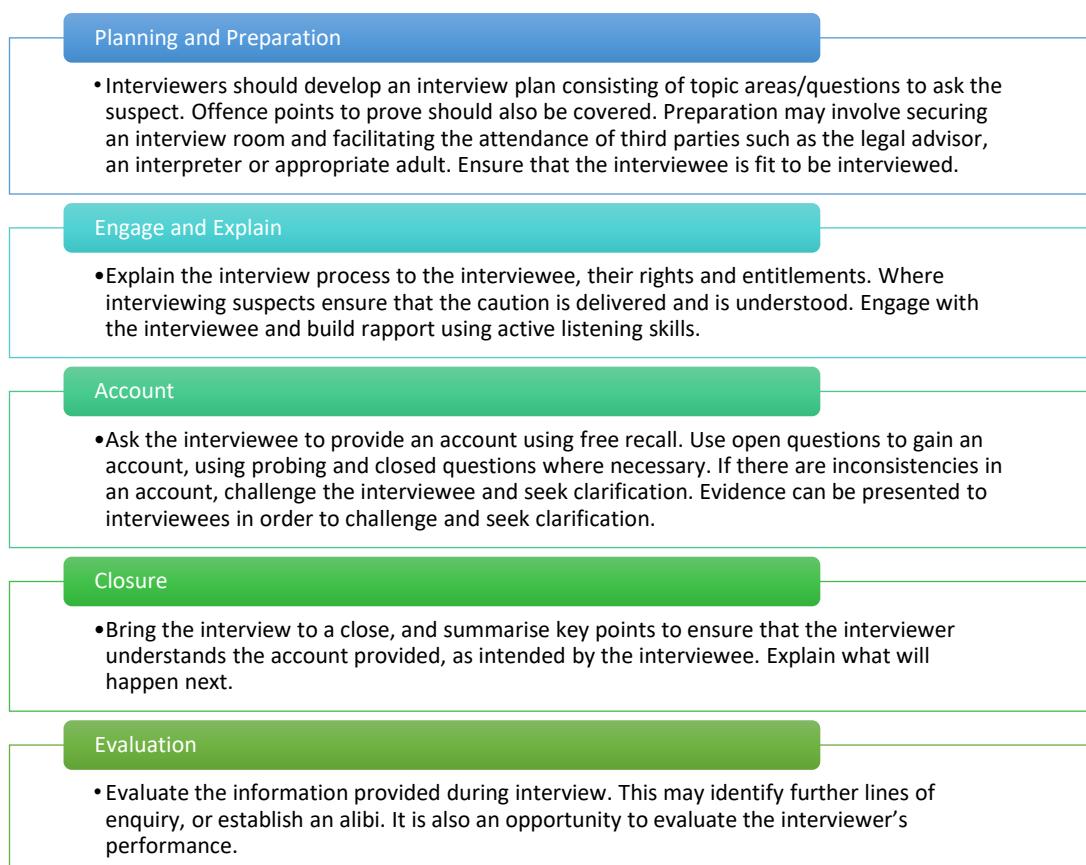 Planning and Preparation
• Interviewers should develop an interview plan consisting of topic areas/questions to ask the
suspect. Offence points to prove should also be covered. Preparation may involve securing
an interview room and facilitating the attendance of third parties such as the legal advisor,
an interpreter or appropriate adult. Ensure that the interviewee is fit to be interviewed.
Engage and Explain
•Explain the interview process to the interviewee, their rights and entitlements. Where
interviewing suspects ensure that the caution is delivered and is understood. Engage with
the interviewee and build rapport using active listening skills.
Account
•Ask the interviewee to provide an account using free recall. Use open questions to gain an
account, using probing and closed questions where necessary. If there are inconsistencies in
an account, challenge the interviewee and seek clarification. Evidence can be presented to
interviewees in order to challenge and seek clarification.
Closure
•Bring the interview to a close, and summarise key points to ensure that the interviewer
understands the account provided, as intended by the interviewee. Explain what will
happen next.
Evaluation
• Evaluate the information provided during interview. This may identify further lines of
enquiry, or establish an alibi. It is also an opportunity to evaluate the interviewer’s
performance.